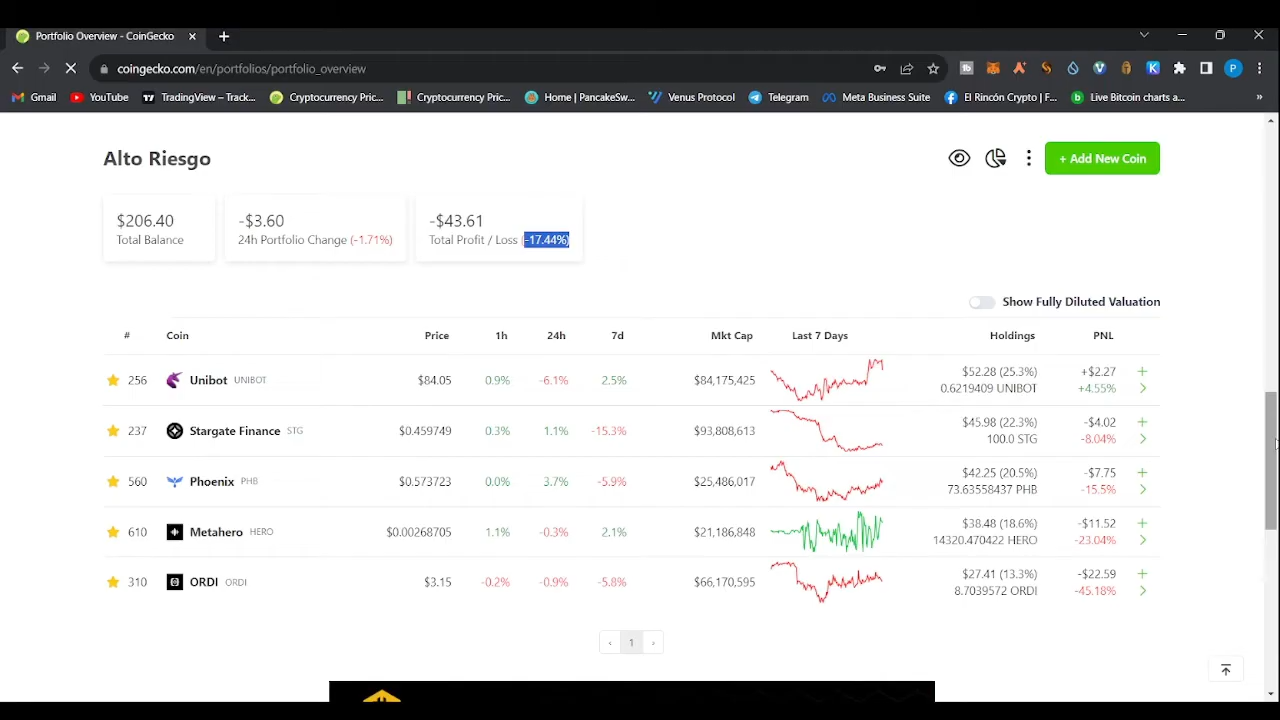 Portfolio Overview - CoinGecko
coingecko.com/en/portfolios/portfolio_overview
P
Gmail YouTube TradingView – Track... Cryptocurrency Pric... Cryptocurrency Pric... Home | PancakeSw... Venus Protocol Telegram Meta Business Suite El Rincón Crypto | F... Live Bitcoin charts a... »
Alto Riesgo
+ Add New Coin
$206.40 -$3.60 -$43.61
Total Balance 24h Portfolio Change (-1.71%) Total Profit / Loss (-17.44%)
Show Fully Diluted Valuation
# Coin Price 1h 24h 7d Mkt Cap Last 7 Days Holdings PNL
256 Unibot UNIBOT $84.05 0.9% -6.1% 2.5% $84,175,425 $52.28 (25.3%) +$2.27
0.6219409 UNIBOT +4.55%
237 Stargate Finance STG $0.459749 0.3% 1.1% -15.3% $93,808,613 $45.98 (22.3%) -$4.02
100.0 STG -8.04%
560 Phoenix PHB $0.573723 0.0% 3.7% -5.9% $25,486,017 $42.25 (20.5%) -$7.75
73.63558437 PHB -15.5%
610 Metahero HERO $0.00268705 1.1% -0.3% 2.1% $21,186,848 $38.48 (18.6%) -$11.52
14320.470422 HERO -23.04%
310 ORDI ORDI $3.15 -0.2% -0.9% -5.8% $66,170,595 $27.41 (13.3%) -$22.59
8.7039572 ORDI -45.18%
‹ 1 ›